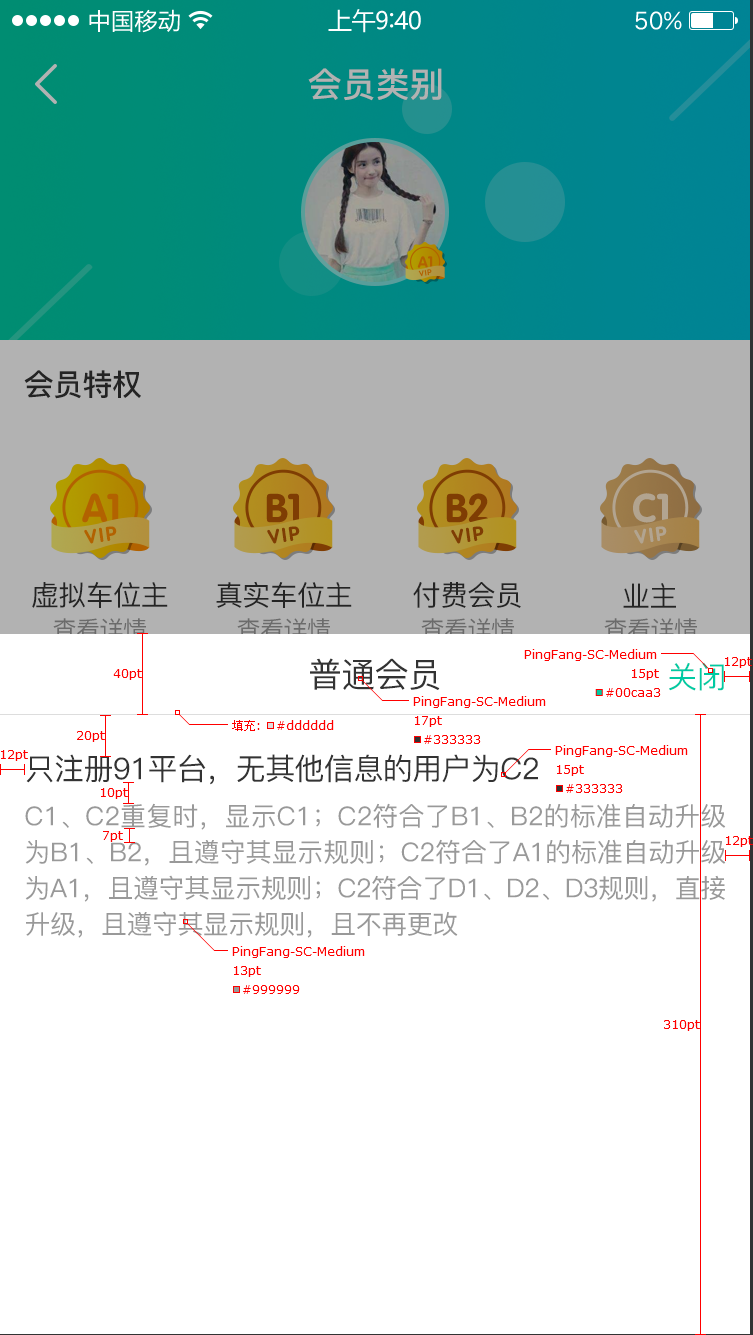 中国移动 上午9:40 50%
会员类别
A1
VIP
会员特权
A1 B1 B2 C1
VIP VIP VIP VIP
虚拟车位主 真实车位主 付费会员 业主
查看详情 查看详情 查看详情 查看详情
普通会员 关闭
PingFang-SC-Medium
15pt
#00caa3
12pt
40pt
PingFang-SC-Medium
17pt
#333333
填充: #dddddd
20pt
12pt
只注册91平台，无其他信息的用户为C2
PingFang-SC-Medium
15pt
#333333
10pt
C1、C2重复时，显示C1；C2符合了B1、B2的标准自动升级
7pt
为B1、B2，且遵守其显示规则；C2符合了A1的标准自动升级
12pt
为A1，且遵守其显示规则；C2符合了D1、D2、D3规则，直接
升级，且遵守其显示规则，且不再更改
PingFang-SC-Medium
13pt
#999999
310pt